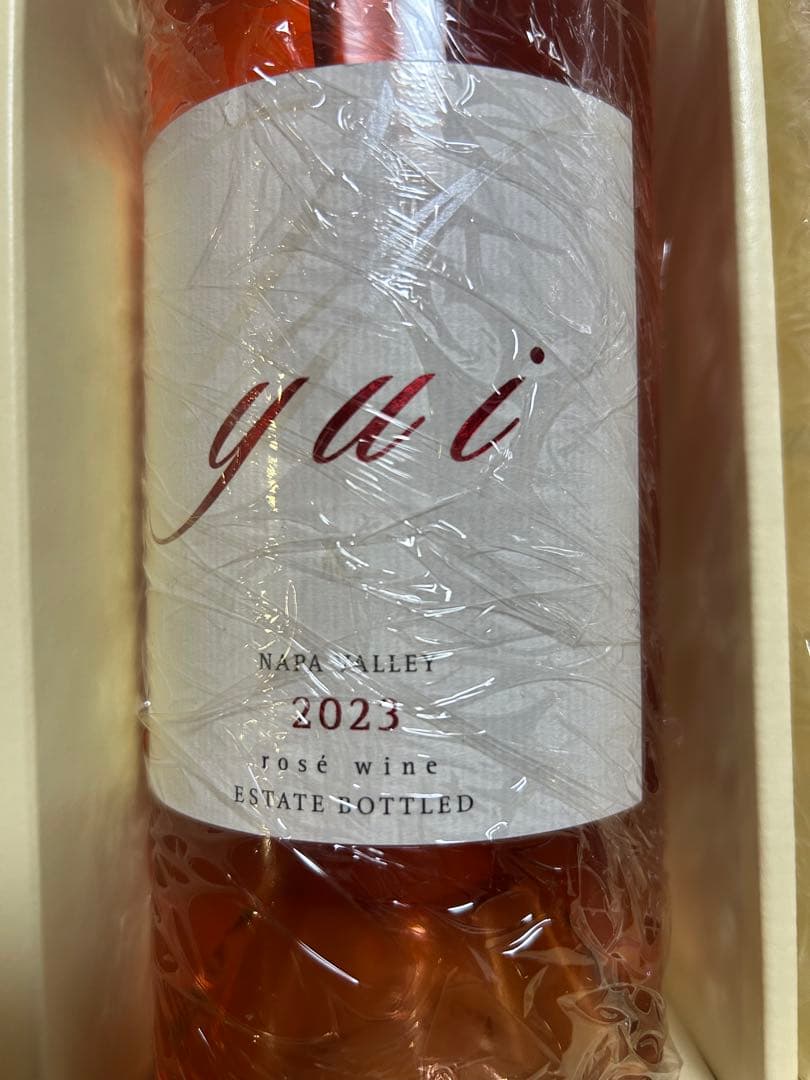 yui
NAPA VALLEY
2023
rosé wine
ESTATE BOTTLED